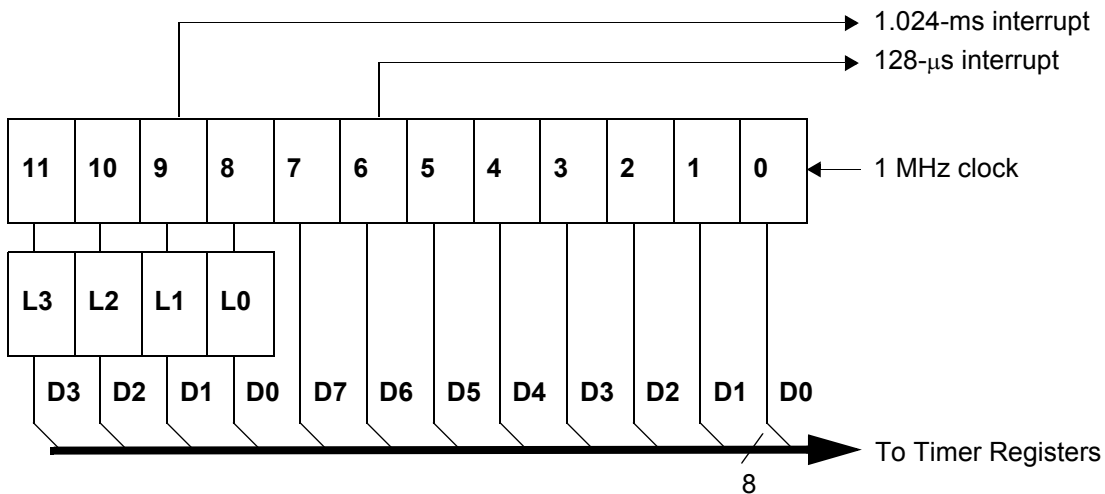 1.024-ms interrupt
128-μs interrupt
11 10 9 8 7 6 5 4 3 2 1 0
1 MHz clock
L3 L2 L1 L0
D3 D2 D1 D0 D7 D6 D5 D4 D3 D2 D1 D0
To Timer Registers
8